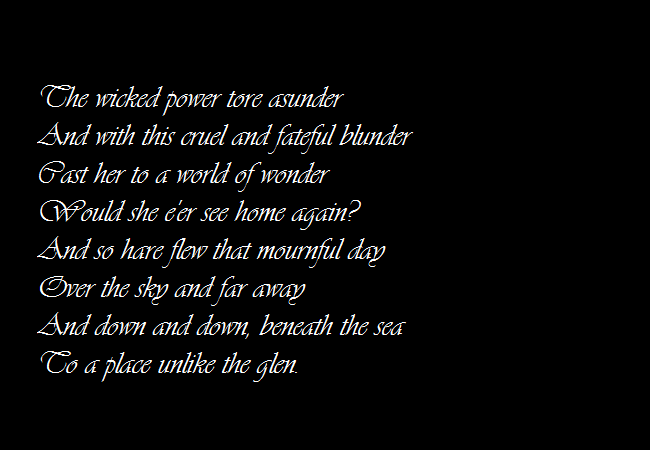 The wicked power tore asunder
And with this cruel and fateful blunder
Cast her to a world of wonder
Would she e'er see home again?
And so hare flew that mournful day
Over the sky and far away
And down and down, beneath the sea
To a place unlike the glen.